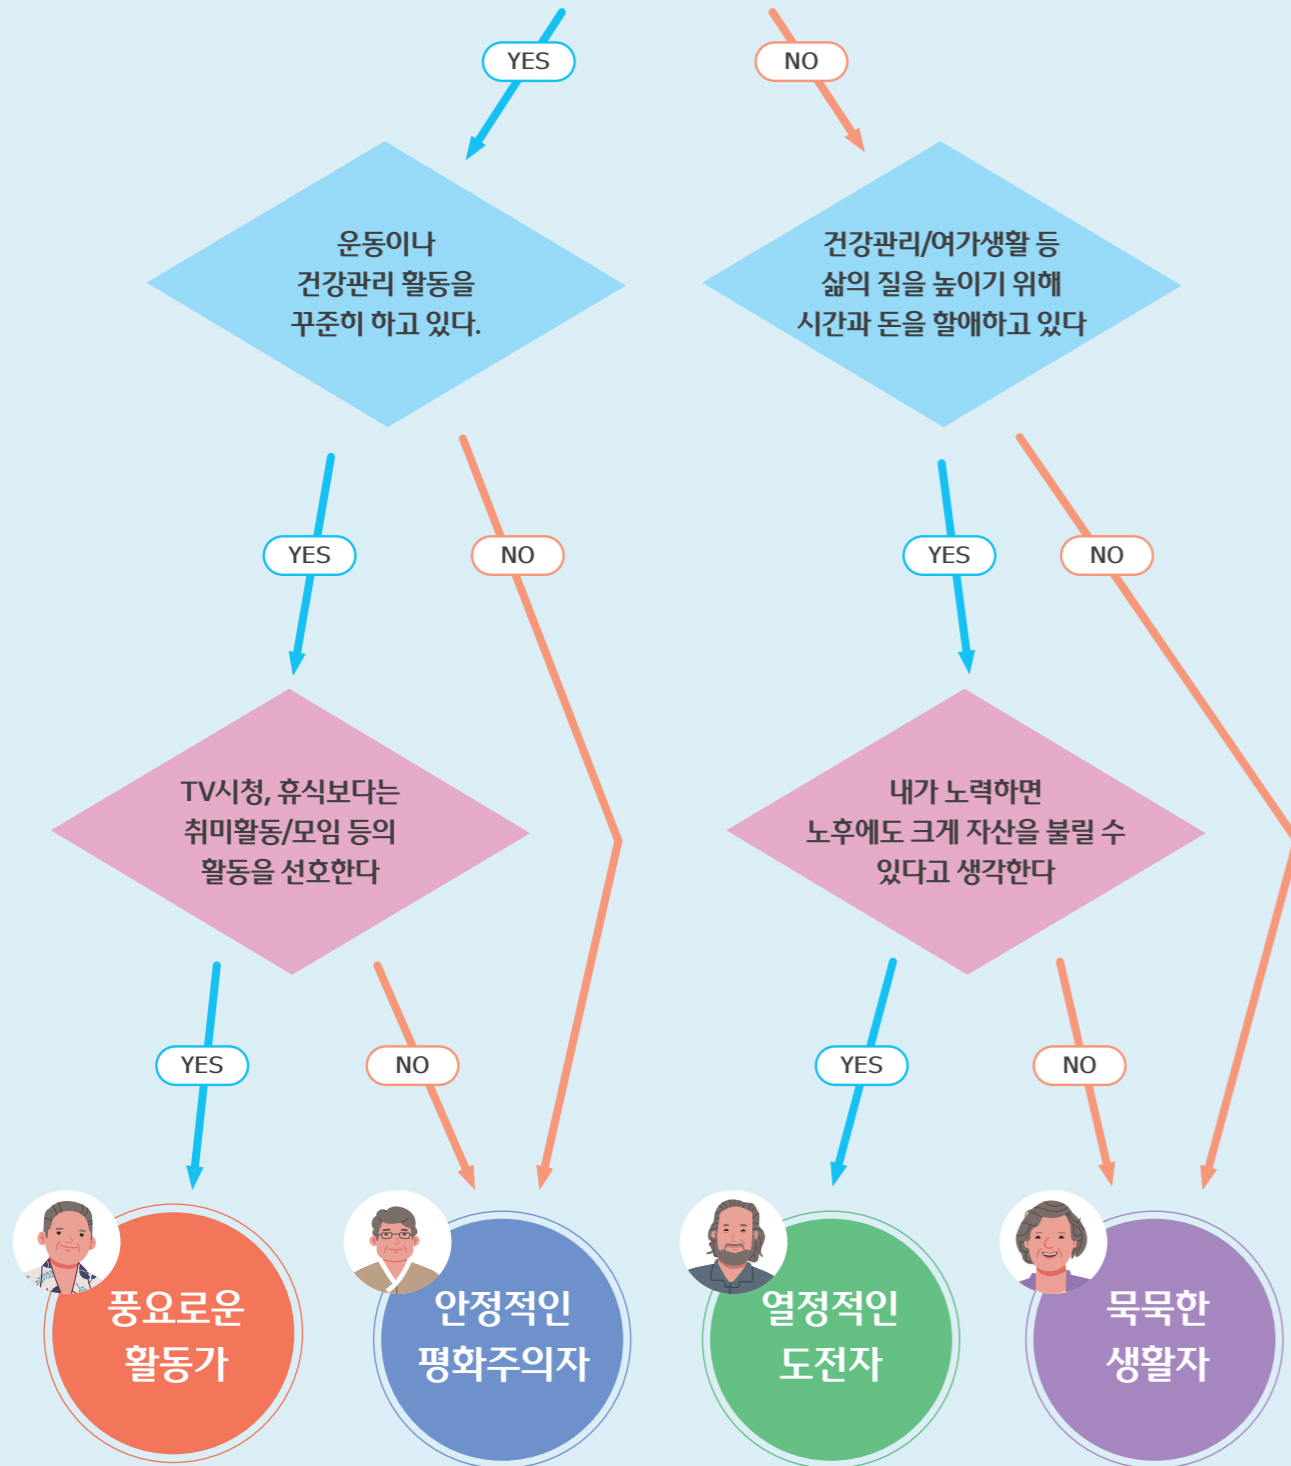 YES
NO
운동이나
건강관리 활동을
꾸준히 하고 있다.
건강관리/여가생활 등
삶의 질을 높이기 위해
시간과 돈을 할애하고 있다
YES
NO
YES
NO
TV시청, 휴식보다는
취미활동/모임 등의
활동을 선호한다
내가 노력하면
노후에도 크게 자산을 불릴 수
있다고 생각한다
YES
NO
YES
NO
풍요로운
활동가
안정적인
평화주의자
열정적인
도전자
묵묵한
생활자